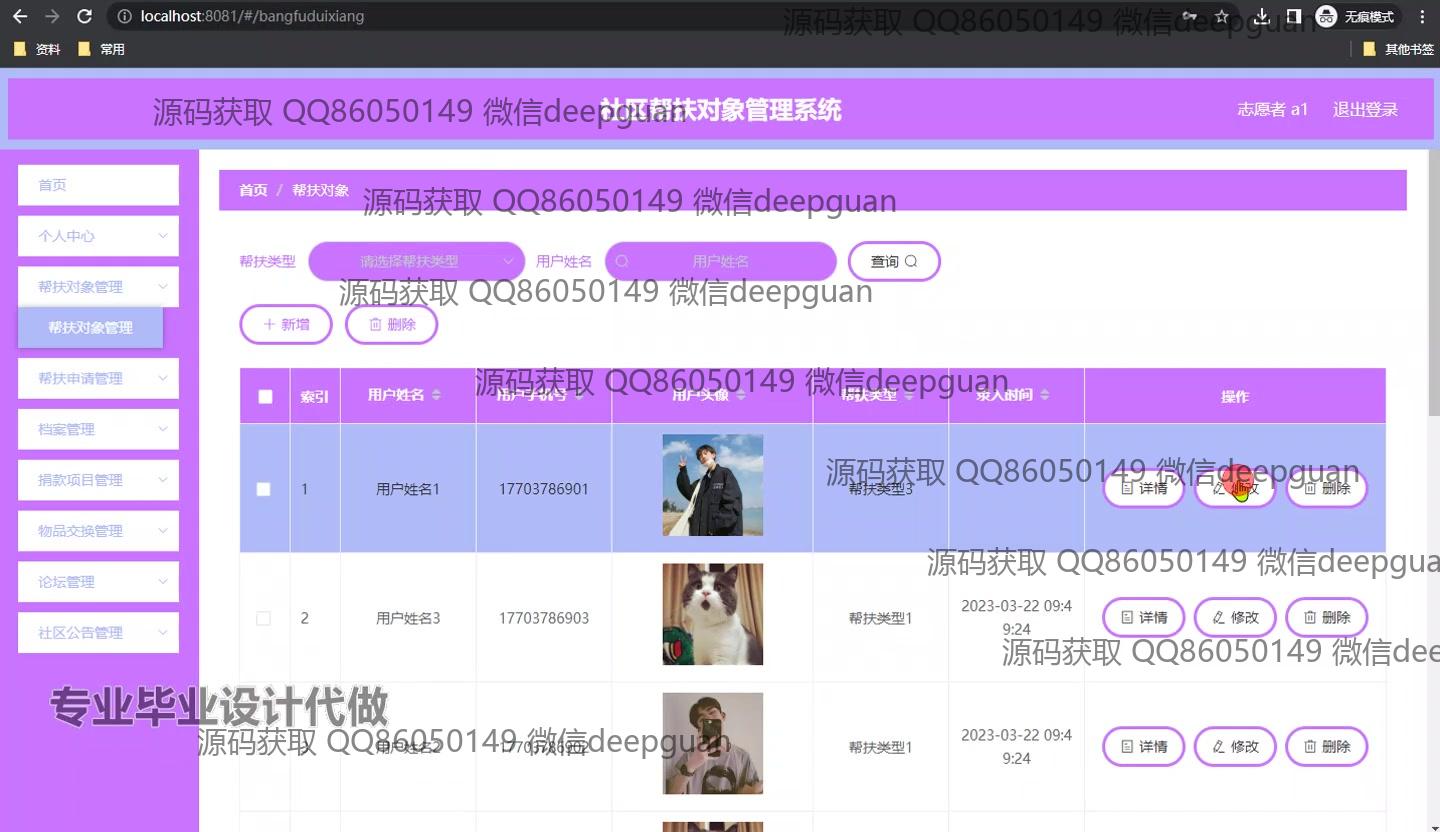 localhost:8081/#/bangfuduixiang
无痕模式
源码获取 QQ86050149 微信deepguan
资料
常用
其他书签
社区帮扶对象管理系统
志愿者 a1
退出登录
源码获取 QQ86050149 微信deepguan
首页
个人中心
帮扶对象管理
帮扶对象管理
帮扶申请管理
档案管理
捐款项目管理
物品交换管理
论坛管理
社区公告管理
首页 / 帮扶对象
源码获取 QQ86050149 微信deepguan
帮扶类型 请选择帮扶类型 用户姓名 用户姓名 查询
源码获取 QQ86050149 微信deepguan
新增 删除
索引 用户姓名 用户手机号 用户头像 帮扶类型 录入时间 操作
源码获取 QQ86050149 微信deepguan
1 用户姓名1 17703786901 帮扶类型3 详情 修改 删除
源码获取 QQ86050149 微信deepguan
源码获取 QQ86050149 微信deepgua
2 用户姓名3 17703786903 帮扶类型1 2023-03-22 09:4
9:24 详情 修改 删除
源码获取 QQ86050149 微信dee
专业毕业设计代做
源码获取 QQ86050149 微信deepguan
3 用户姓名2 17703786902 帮扶类型1 2023-03-22 09:4
9:24 详情 修改 删除